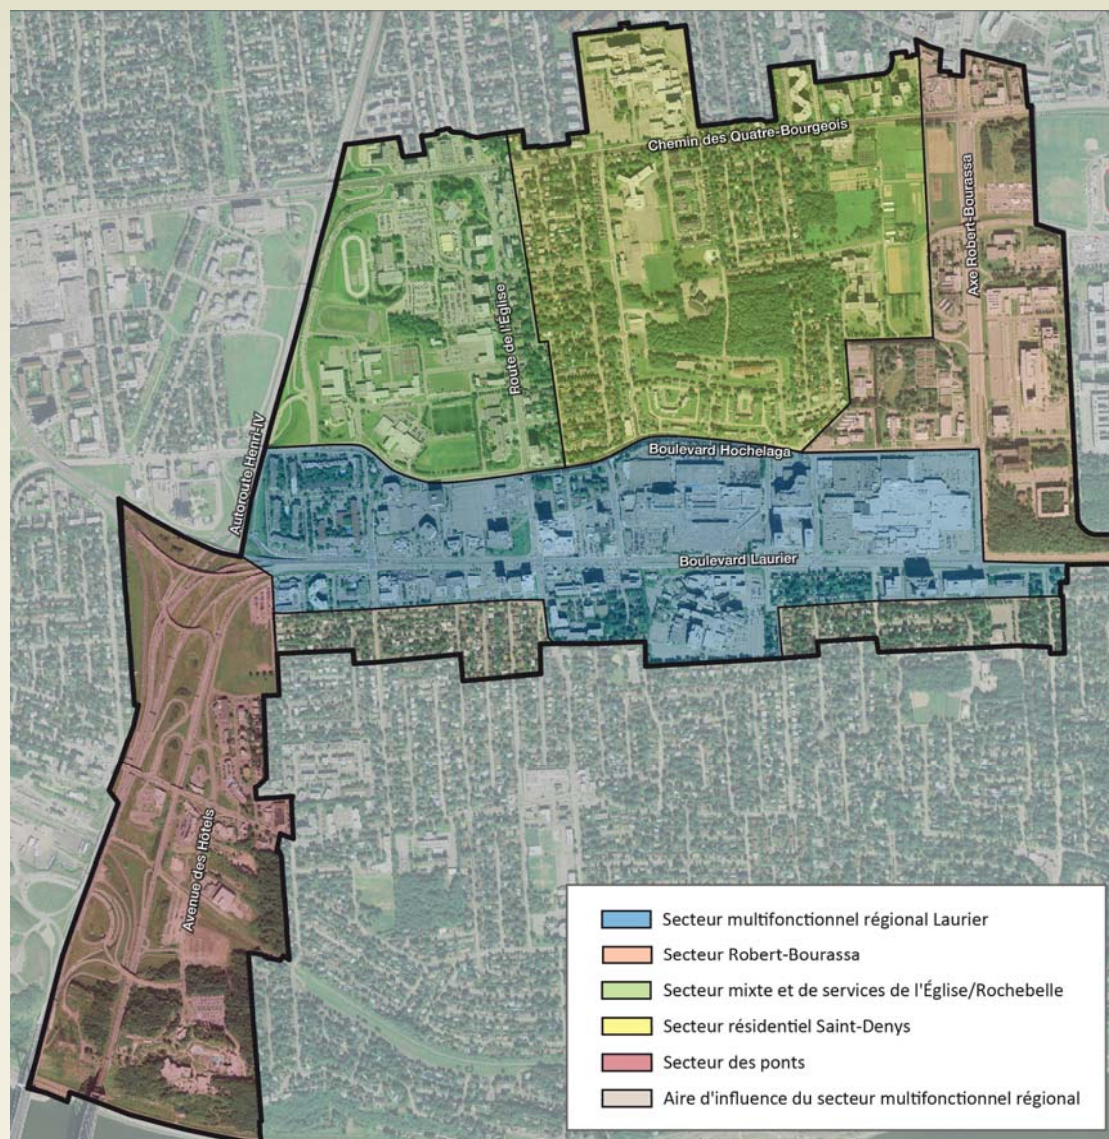 Chemin des Quatre-Bourgeois
Axe Robert-Bourassa
Route de l'Église
Autoroute Henri-IV
Boulevard Hochelaga
Boulevard Laurier
Avenue des Hôtels
Secteur multifonctionnel régional Laurier
Secteur Robert-Bourassa
Secteur mixte et de services de l'Église/Rochebelle
Secteur résidentiel Saint-Denys
Secteur des ponts
Aire d'influence du secteur multifonctionnel régional